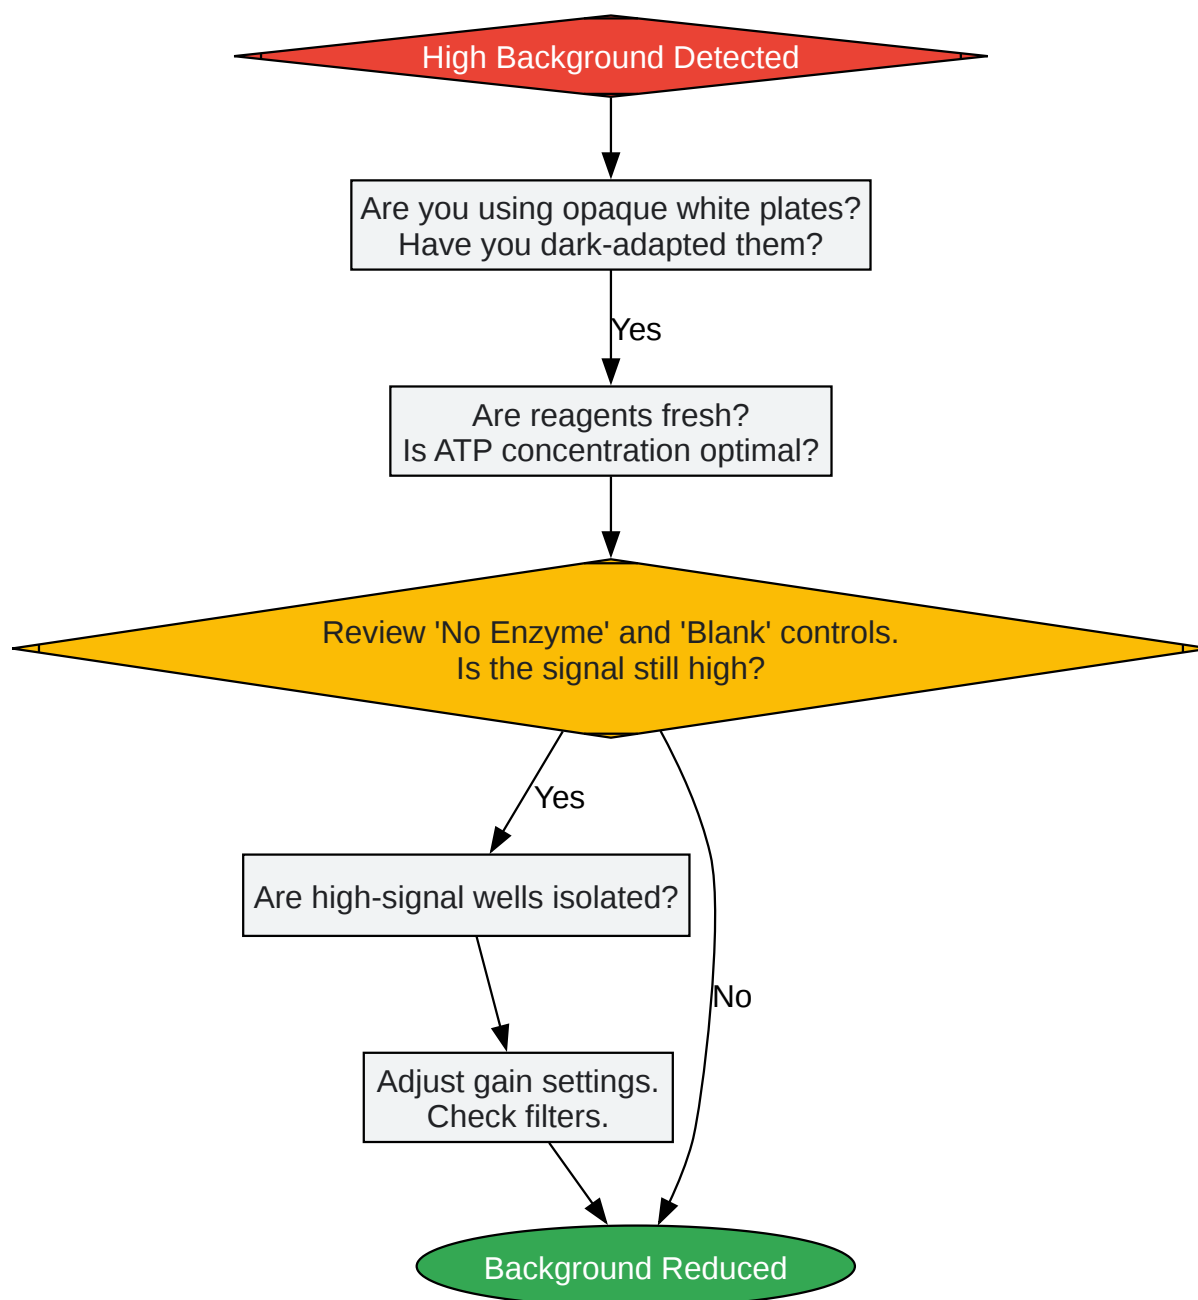 High Background Detected
Are you using opaque white plates?
Have you dark-adapted them?
Yes
Are reagents fresh?
Is ATP concentration optimal?
Review 'No Enzyme' and 'Blank' controls.
Is the signal still high?
Yes
Are high-signal wells isolated?
No
Adjust gain settings.
Check filters.
Background Reduced